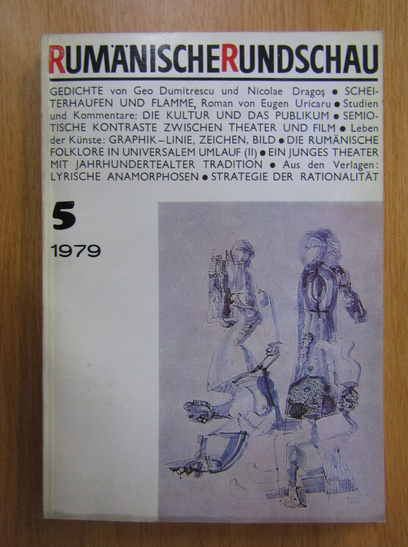 RUMÄNISCHE RUNDSCHAU
GEDICHTE von Geo Dumitrescu und Nicolae Dragoş • SCHEI-
TERHAUFEN UND FLAMME, Roman von Eugen Uricaru • Studien
und Kommentare: DIE KULTUR UND DAS PUBLIKUM • SEMIO-
TISCHE KONTRASTE ZWISCHEN THEATER UND FILM • Leben
der Künste: GRAPHIK—LINIE, ZEICHEN, BILD • DIE RUMÄNISCHE
FOLKLORE IN UNIVERSALEM UMLAUF (II) • EIN JUNGES THEATER
MIT JAHRHUNDERTEALTER TRADITION • Aus den Verlagen:
LYRISCHE ANAMORPHOSEN • STRATEGIE DER RATIONALITÄT
5
1979